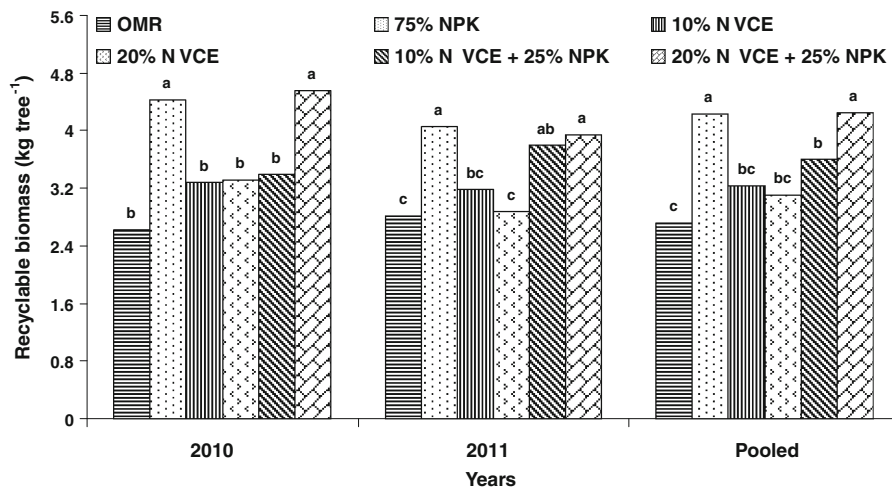 OMR 75% NPK 10% N VCE
20% N VCE 10% N VCE + 25% NPK 20% N VCE + 25% NPK
Recyclable biomass (kg tree⁻¹)
5.6
4.8
4
3.2
2.4
1.6
0.8
0
b a b b b a
c a bc c ab a
c a bc bc b a
2010 2011 Pooled
Years